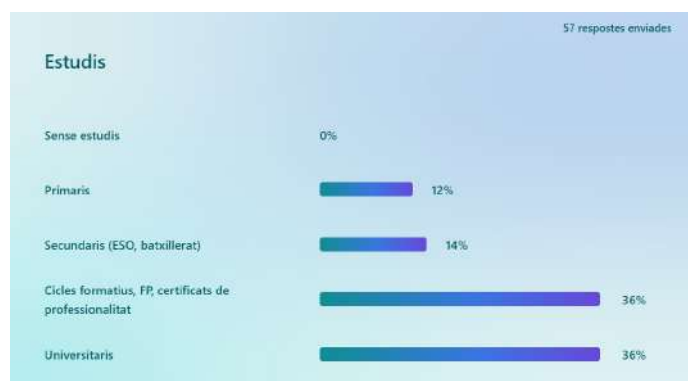 57 respostes enviades
Estudis
Sense estudis 0%
Primaris 12%
Secundaris (ESO, batxillerat) 14%
Cicles formatius, FP, certificats de
professionalitat 36%
Universitaris 36%